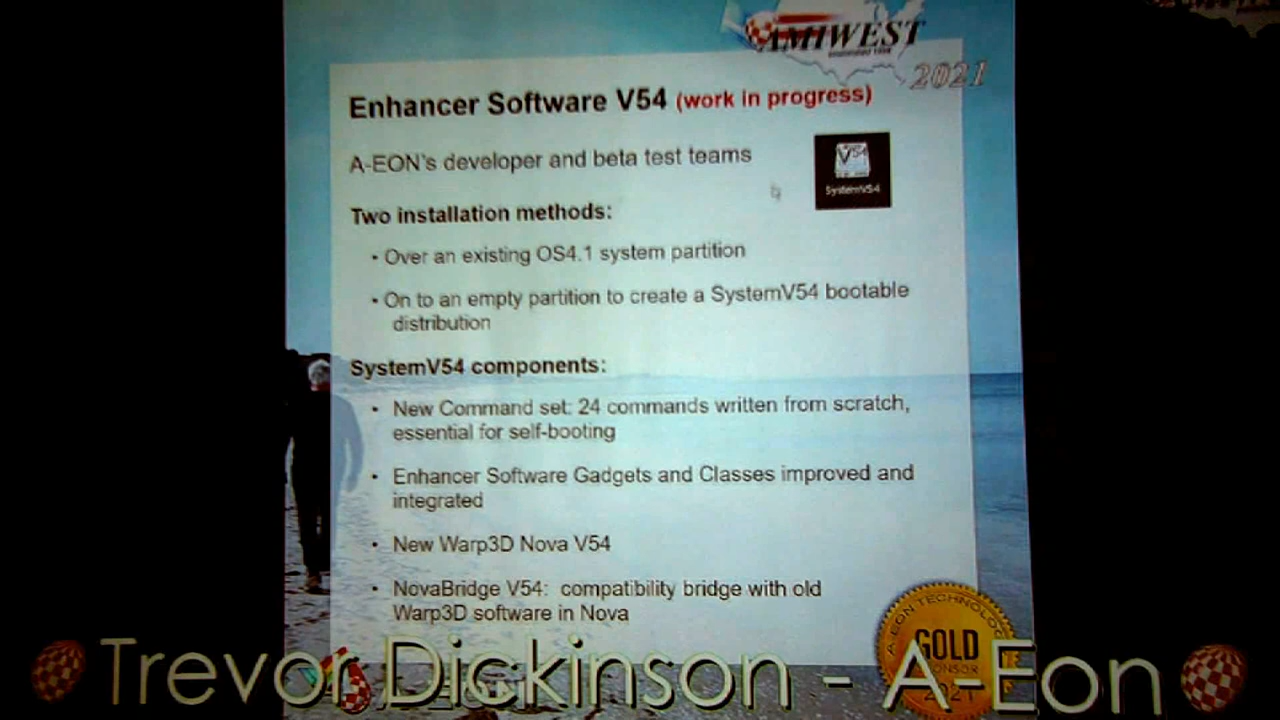 AMIWEST
2021
Enhancer Software V54 (work in progress)
A-EON's developer and beta test teams
V54
SystemV54
Two installation methods:
• Over an existing OS4.1 system partition
• On to an empty partition to create a SystemV54 bootable
distribution
SystemV54 components:
• New Command set: 24 commands written from scratch,
essential for self-booting
• Enhancer Software Gadgets and Classes improved and
integrated
• New Warp3D Nova V54
• NovaBridge V54: compatibility bridge with old
Warp3D software in Nova
A-EON TECHNOLOGY
GOLD
SPONSOR
2021
Trevor Dickinson - A-Eon